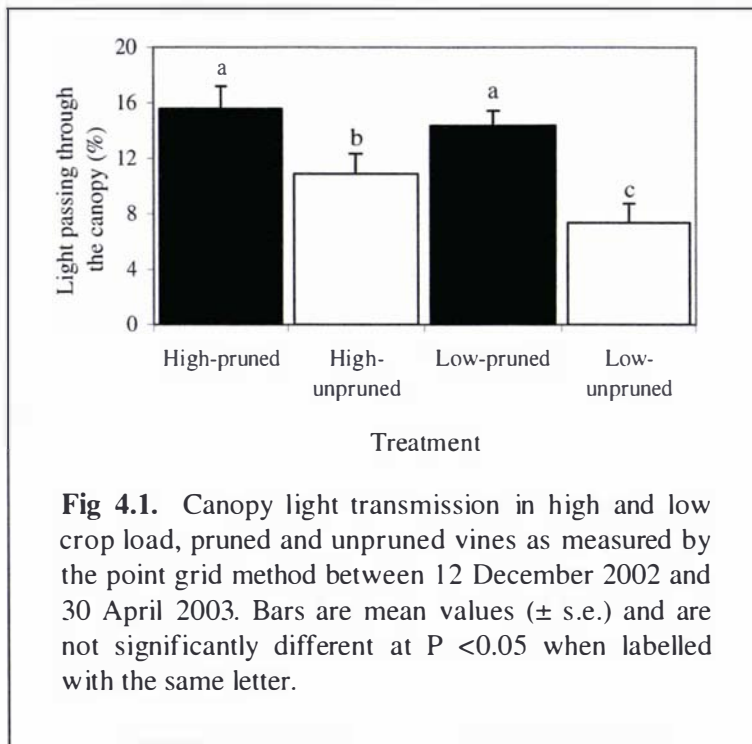 20
16
12
8
4
0
Light passing through
the canopy (%)
a
b
a
c
High-pruned
High-
unpruned
Low-pruned
Low-
unpruned
Treatment
Fig 4.1. Canopy light transmission in high and low
crop load, pruned and unpruned vines as measured by
the point grid method between 12 December 2002 and
30 April 2003. Bars are mean values (± s.e.) and are
not significantly different at P <0.05 when labelled
with the same letter.